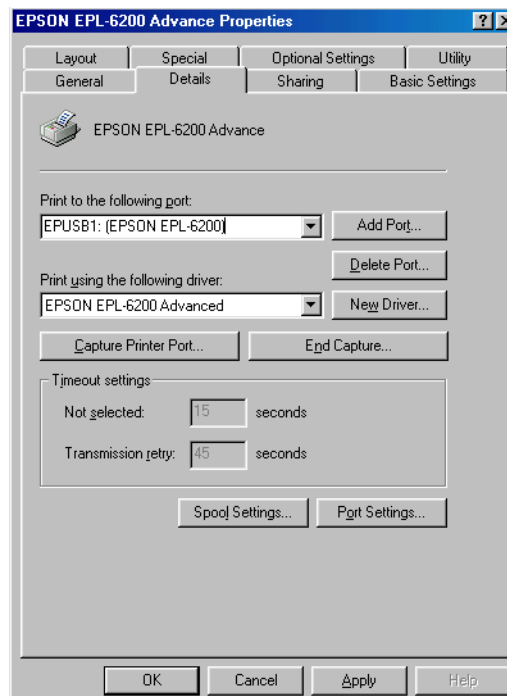 EPSON EPL-6200 Advance Properties
Layout Special Optional Settings Utility
General Details Sharing Basic Settings
EPSON EPL-6200 Advance
Print to the following port:
EPUSB1: (EPSON EPL-6200) Add Port...
Delete Port...
Print using the following driver:
EPSON EPL-6200 Advanced New Driver...
Capture Printer Port... End Capture...
Timeout settings
Not selected: 15 seconds
Transmission retry: 45 seconds
Spool Settings... Port Settings...
OK Cancel Apply Help